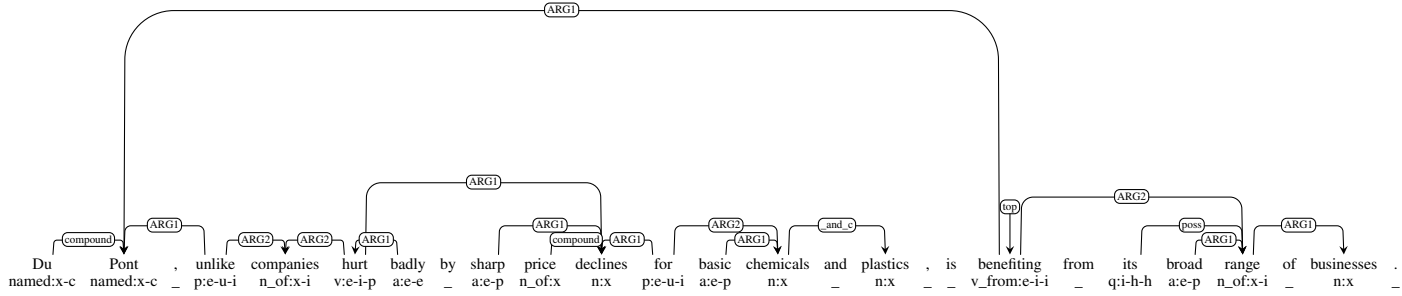 ARG1
ARG1
ARG2
top
compound ARG1 ARG2 ARG2 ARG1 ARG1 compound ARG1 ARG2 ARG1 _and_c poss ARG1 ARG1
Du Pont , unlike companies hurt badly by sharp price declines for basic chemicals and plastics , is benefiting from its broad range of businesses .
named:x-c named:x-c _ p:e-u-i n_of:x-i v:e-i-p a:e-e _ a:e-p n_of:x n:x p:e-u-i a:e-p n:x _ n:x _ _ v_from:e-i-i _ q:i-h-h a:e-p n_of:x-i _ n:x _